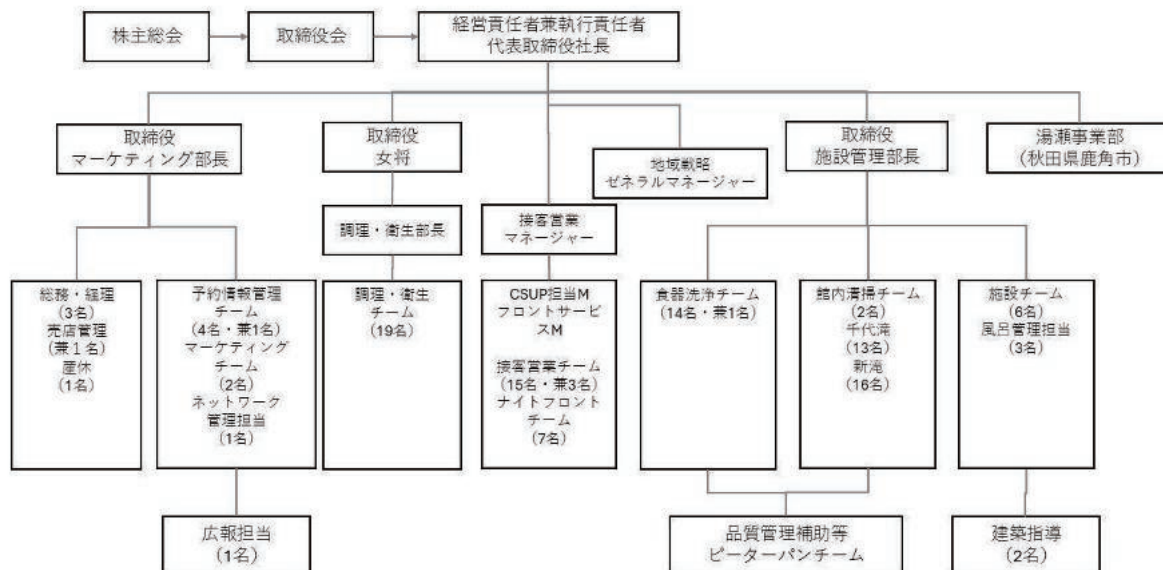 株主総会
取締役会
経営責任者兼執行責任者
代表取締役社長
取締役
マーケティング部長
取締役
女将
地域戦略
ゼネラルマネージャー
取締役
施設管理部長
湯瀬事業部
(秋田県鹿角市)
調理・衛生部長
接客営業
マネージャー
総務・経理
(3名)
売店管理
(兼１名)
産休
(1名)
予約情報管理
チーム
(4名・兼1名)
マーケティング
チーム
(2名)
ネットワーク
管理担当
(1名)
調理・衛生
チーム
(19名)
CSUP担当M
フロントサービ
スM
接客営業チーム
(15名・兼3名)
ナイトフロント
チーム
(7名)
食器洗浄チーム
(14名・兼1名)
館内清掃チーム
(2名)
千代滝
(13名)
新滝
(16名)
施設チーム
(6名)
風呂管理担当
(3名)
広報担当
(1名)
品質管理補助等
ピーターパンチーム
建築指導
(2名)